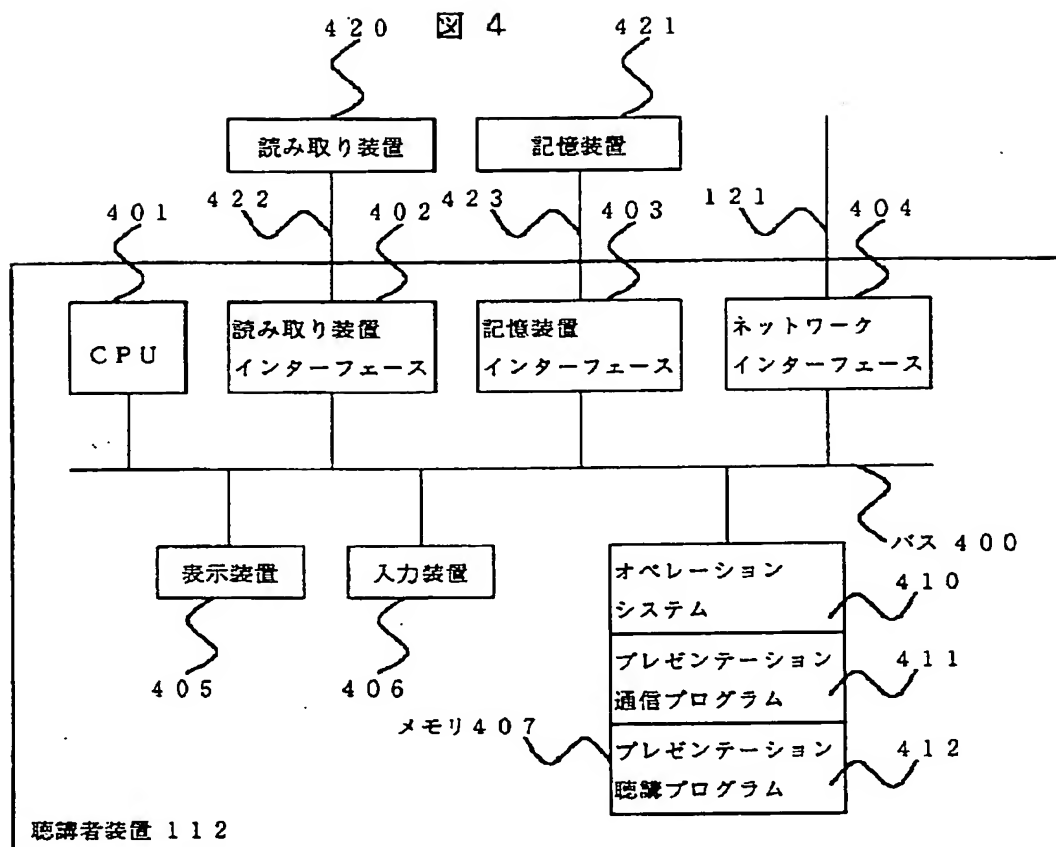 図 4
420
421
読み取り装置
記憶装置
401
422
402
423
403
121
404
CPU
読み取り装置
インターフェース
記憶装置
インターフェース
ネットワーク
インターフェース
バス 400
表示装置
入力装置
405
406
オペレーション
システム
410
プレゼンテーション
通信プログラム
411
メモリ407
プレゼンテーション
聴講プログラム
412
聴講者装置 112